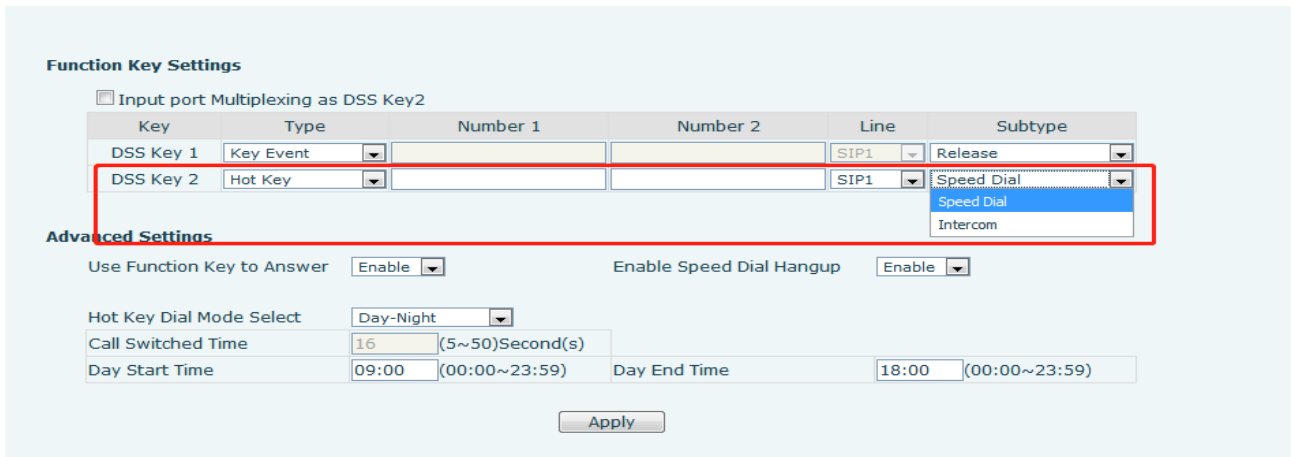 Function Key Settings
Input port Multiplexing as DSS Key2
Key Type Number 1 Number 2 Line Subtype
DSS Key 1 Key Event SIP1 Release
DSS Key 2 Hot Key SIP1 Speed Dial
Speed Dial
Intercom
Advanced Settings
Use Function Key to Answer Enable Enable Speed Dial Hangup Enable
Hot Key Dial Mode Select Day-Night
Call Switched Time 16 (5~50)Second(s)
Day Start Time 09:00 (00:00~23:59) Day End Time 18:00 (00:00~23:59)
Apply